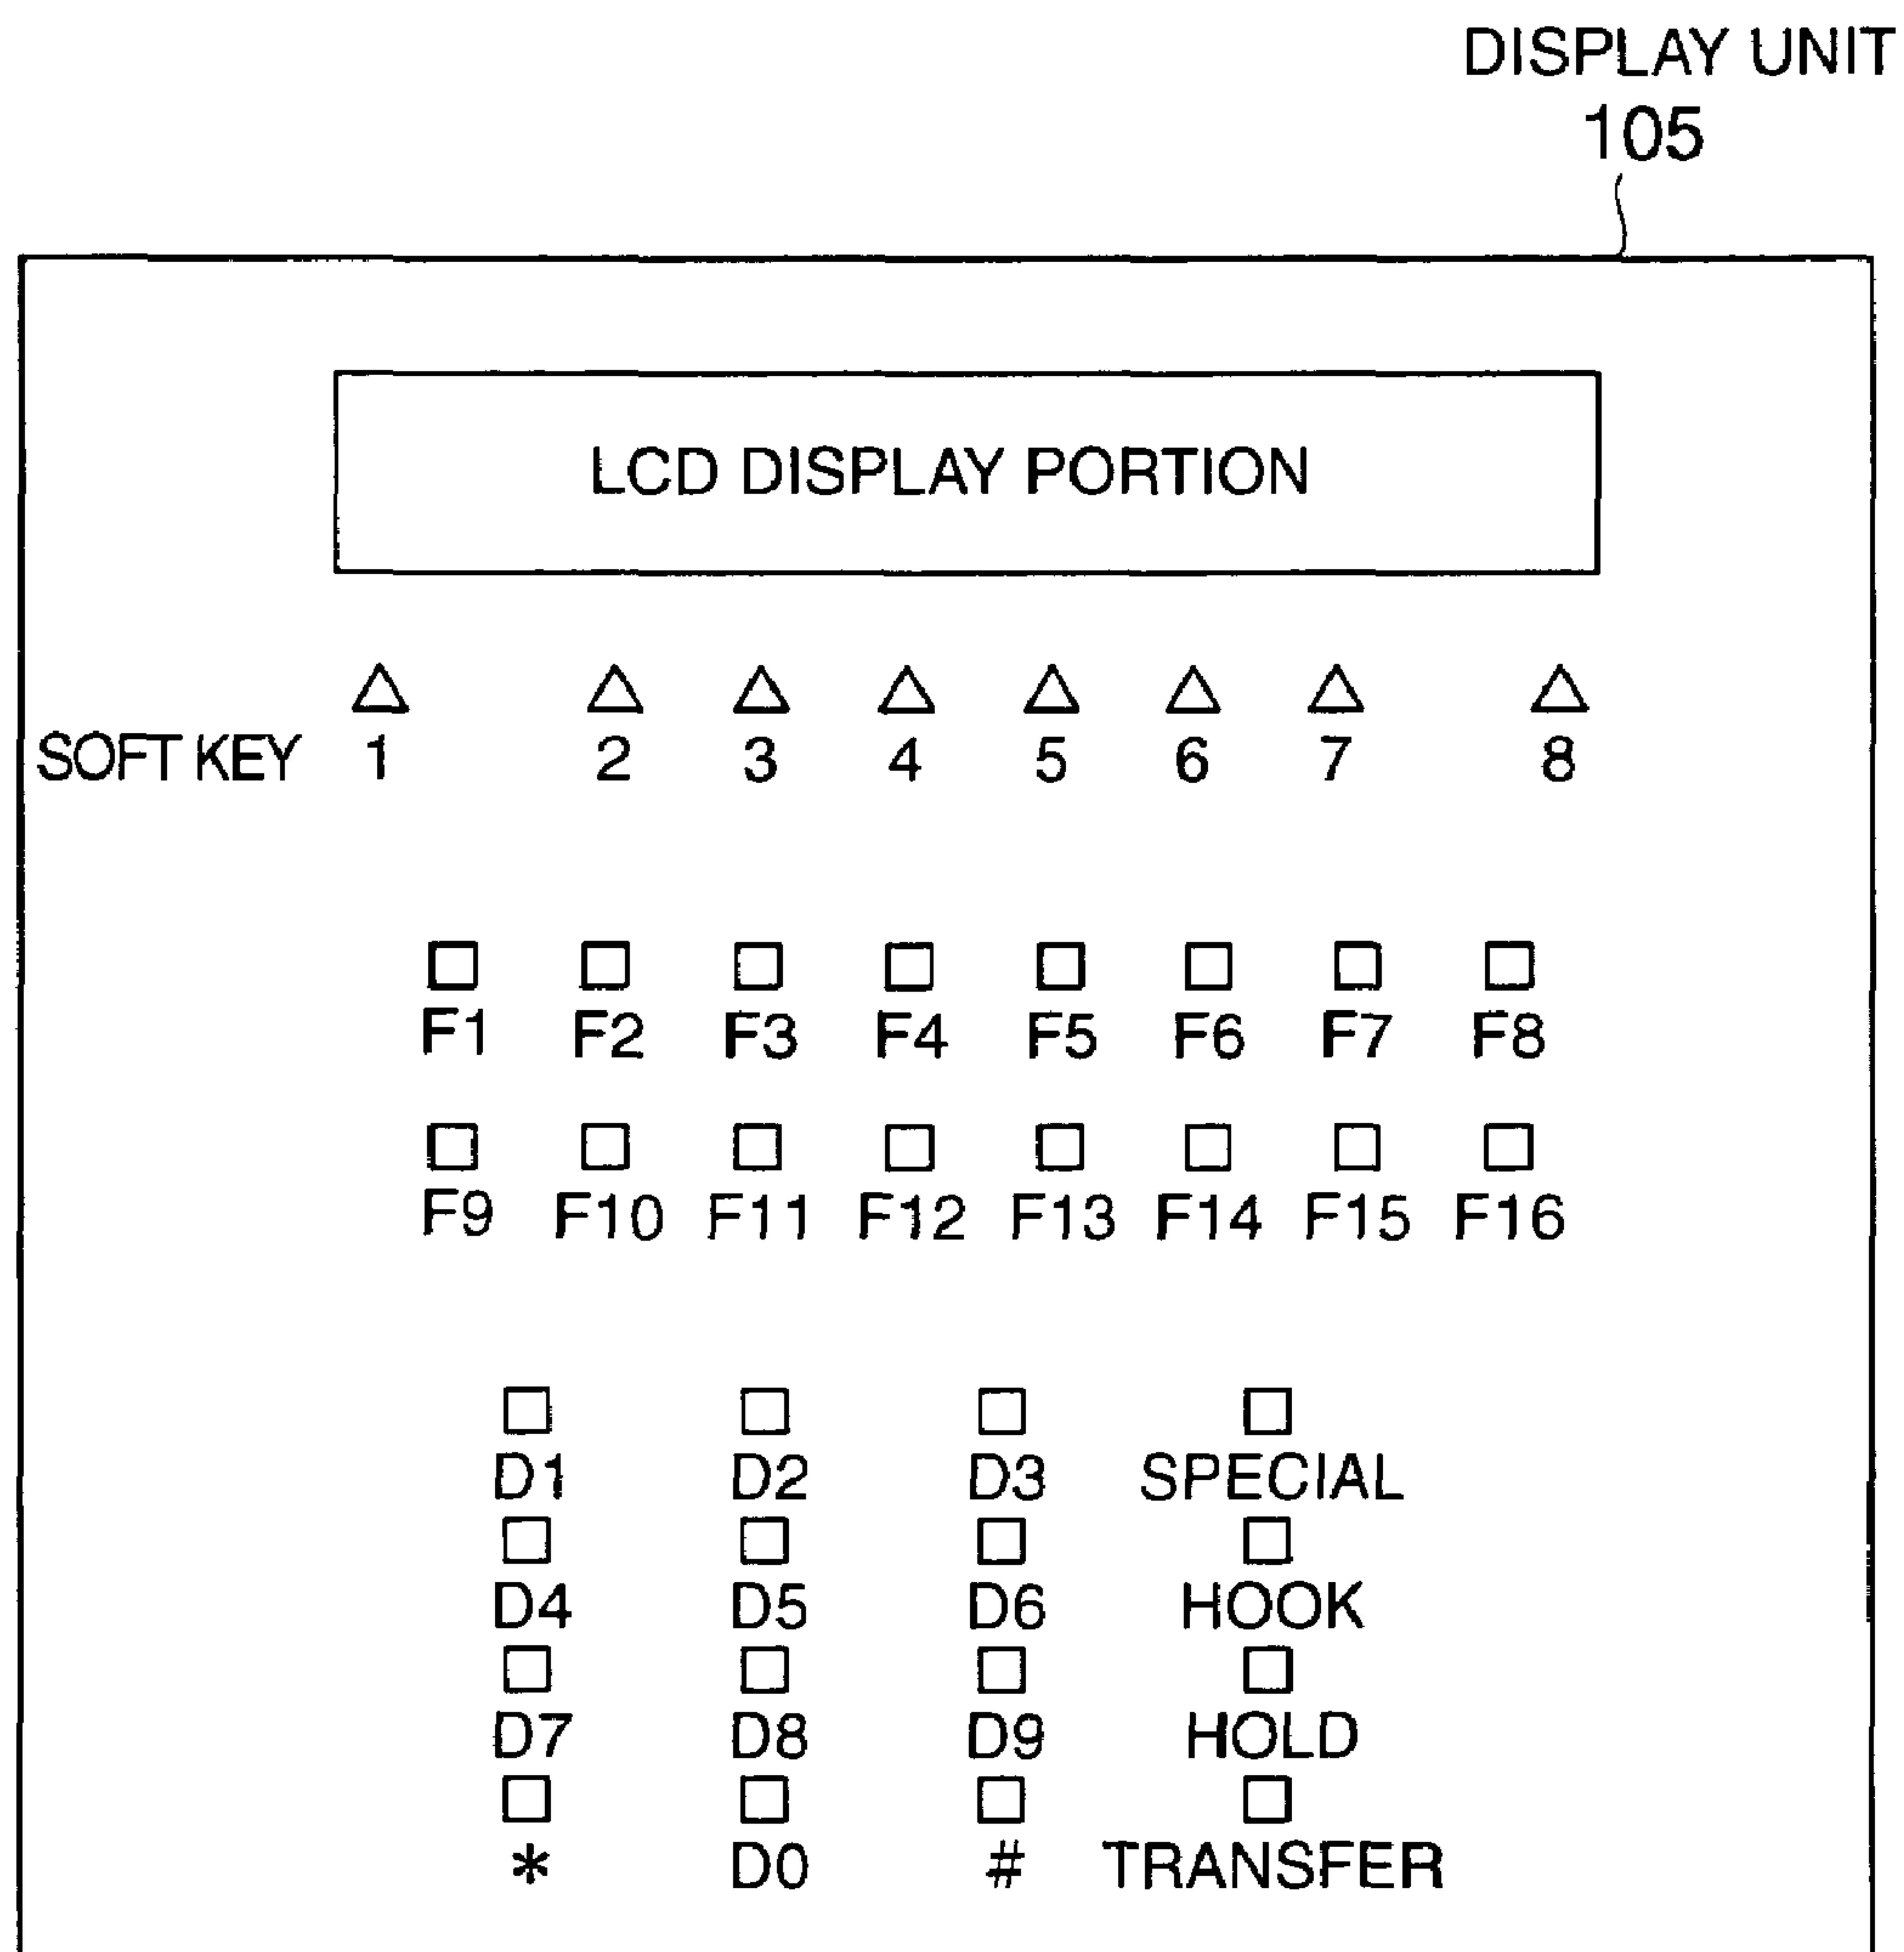 DISPLAY UNIT
105
LCD DISPLAY PORTION
SOFT KEY 1 2 3 4 5 6 7 8
F1 F2 F3 F4 F5 F6 F7 F8
F9 F10 F11 F12 F13 F14 F15 F16
D1 D2 D3 SPECIAL
D4 D5 D6 HOOK
D7 D8 D9 HOLD
* D0 # TRANSFER